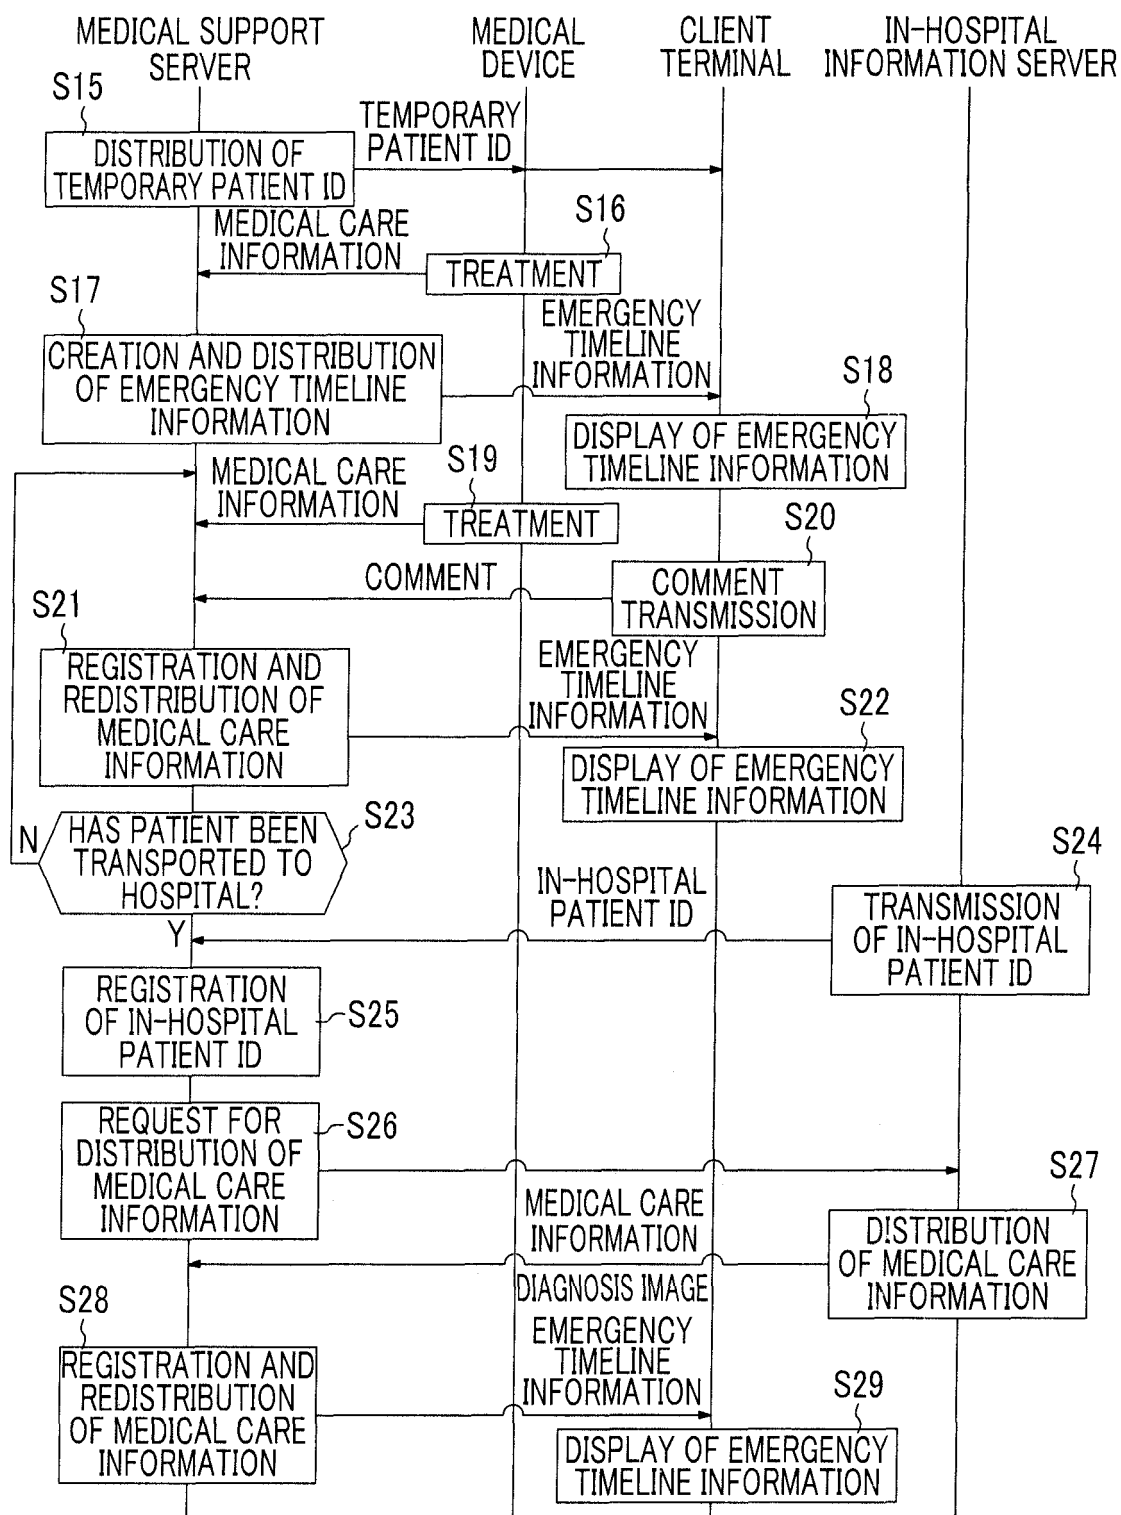 MEDICAL SUPPORT
SERVER
MEDICAL
DEVICE
CLIENT
TERMINAL
IN-HOSPITAL
INFORMATION SERVER
S15
DISTRIBUTION OF
TEMPORARY PATIENT ID
TEMPORARY
PATIENT ID
S16
TREATMENT
MEDICAL CARE
INFORMATION
S17
CREATION AND DISTRIBUTION
OF EMERGENCY TIMELINE
INFORMATION
EMERGENCY
TIMELINE
INFORMATION
S18
DISPLAY OF EMERGENCY
TIMELINE INFORMATION
S19
TREATMENT
MEDICAL CARE
INFORMATION
S20
COMMENT
TRANSMISSION
COMMENT
S21
REGISTRATION AND
REDISTRIBUTION OF
MEDICAL CARE
INFORMATION
EMERGENCY
TIMELINE
INFORMATION
S22
DISPLAY OF EMERGENCY
TIMELINE INFORMATION
S23
HAS PATIENT BEEN
TRANSPORTED TO
HOSPITAL?
N
Y
S24
TRANSMISSION
OF IN-HOSPITAL
PATIENT ID
IN-HOSPITAL
PATIENT ID
S25
REGISTRATION
OF IN-HOSPITAL
PATIENT ID
S26
REQUEST FOR
DISTRIBUTION OF
MEDICAL CARE
INFORMATION
S27
DISTRIBUTION
OF MEDICAL CARE
INFORMATION
MEDICAL CARE
INFORMATION
DIAGNOSIS IMAGE
S28
REGISTRATION AND
REDISTRIBUTION
OF MEDICAL CARE
INFORMATION
EMERGENCY
TIMELINE
INFORMATION
S29
DISPLAY OF EMERGENCY
TIMELINE INFORMATION